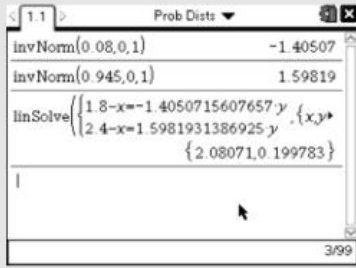 1.1 Prob Dists
invNorm(0.08,0,1) -1.40507
invNorm(0.945,0,1) 1.59819
linSolve({1.8-x=-1.4050715607657·y
2.4-x=1.5981931386925·y ,{x,y▸
{2.08071,0.199783}
3/99